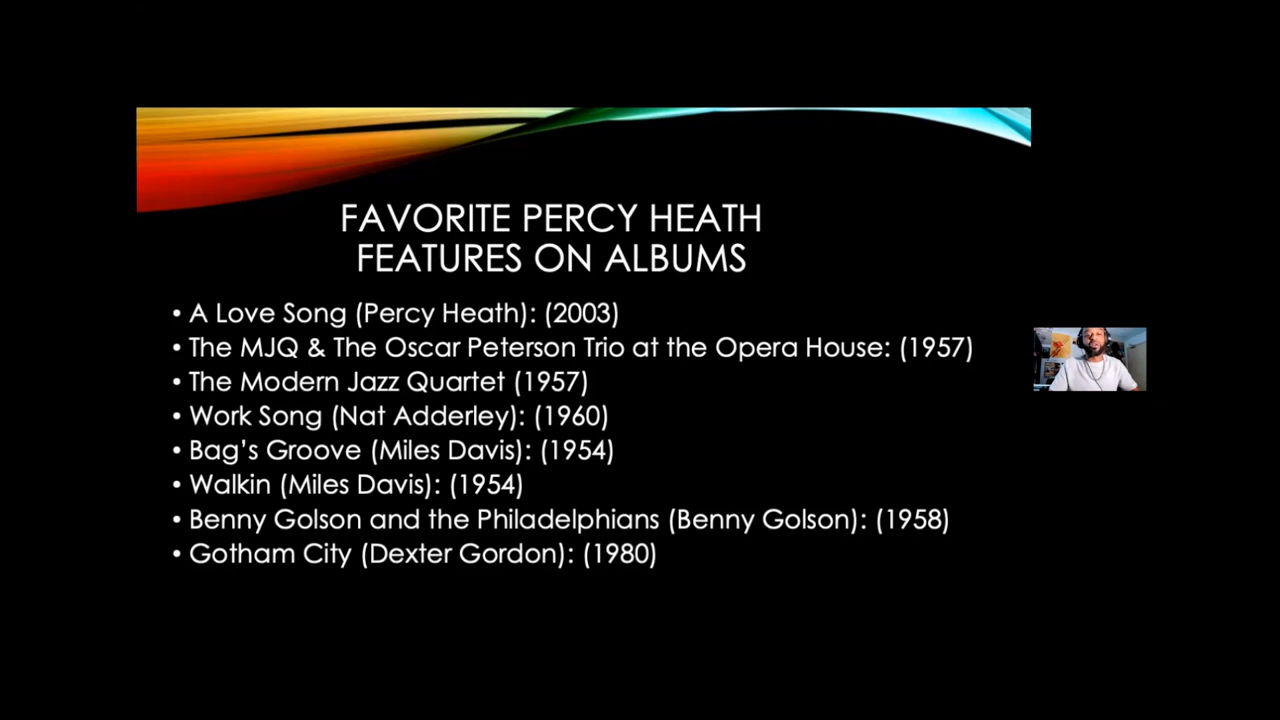 FAVORITE PERCY HEATH
FEATURES ON ALBUMS
• A Love Song (Percy Heath): (2003)
• The MJQ & The Oscar Peterson Trio at the Opera House: (1957)
• The Modern Jazz Quartet (1957)
• Work Song (Nat Adderley): (1960)
• Bag’s Groove (Miles Davis): (1954)
• Walkin (Miles Davis): (1954)
• Benny Golson and the Philadelphians (Benny Golson): (1958)
• Gotham City (Dexter Gordon): (1980)